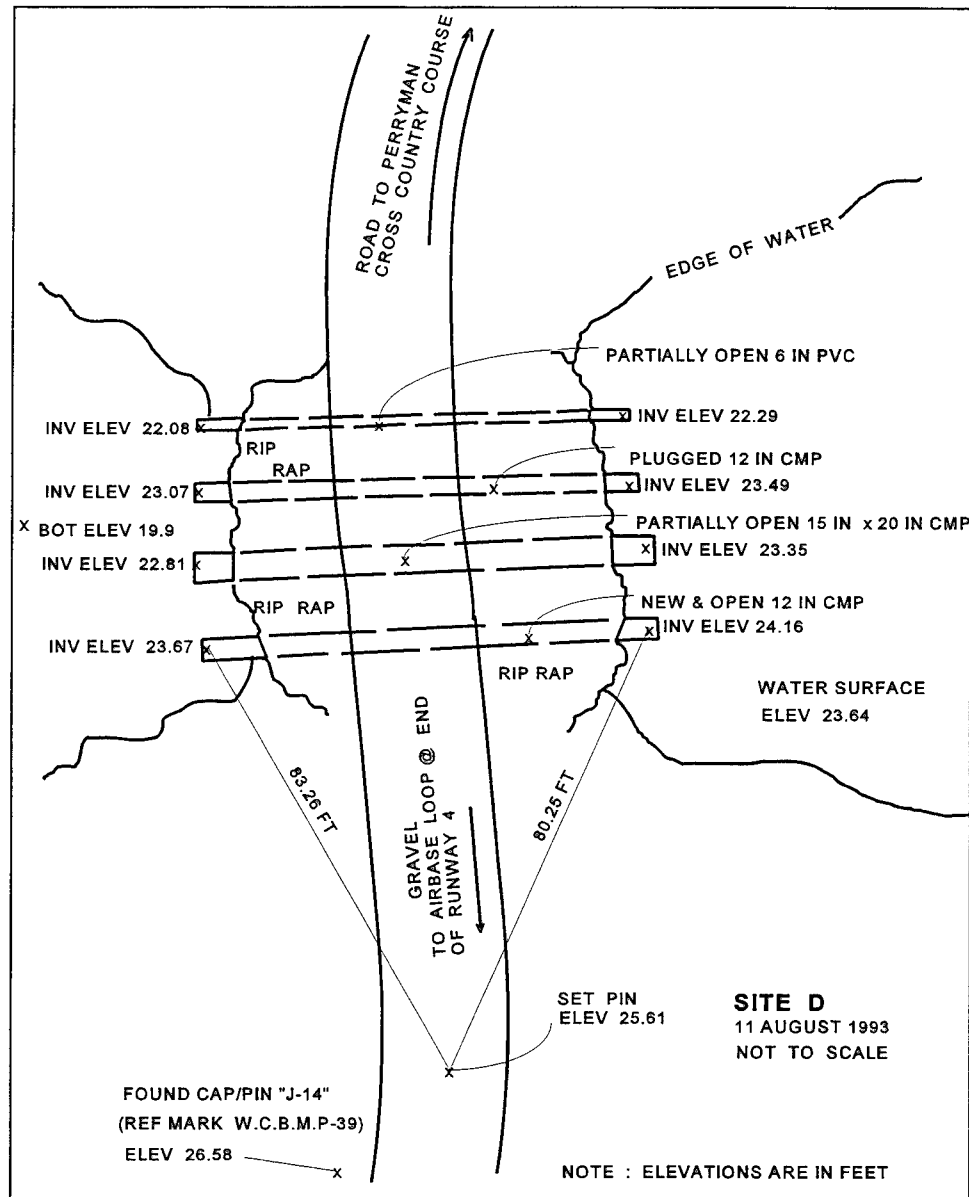 ROAD TO PERRYMAN
CROSS COUNTRY COURSE
EDGE OF WATER
PARTIALLY OPEN 6 IN PVC
INV ELEV 22.08
INV ELEV 22.29
RIP
RAP
PLUGGED 12 IN CMP
INV ELEV 23.07
INV ELEV 23.49
x BOT ELEV 19.9
PARTIALLY OPEN 15 IN x 20 IN CMP
INV ELEV 22.81
INV ELEV 23.35
RIP RAP
NEW & OPEN 12 IN CMP
INV ELEV 23.67
INV ELEV 24.16
RIP RAP
WATER SURFACE
ELEV 23.64
83.26 FT
80.25 FT
GRAVEL
TO AIRBASE LOOP @ END
OF RUNWAY 4
SET PIN
ELEV 25.61
SITE D
11 AUGUST 1993
NOT TO SCALE
FOUND CAP/PIN "J-14"
(REF MARK W.C.B.M.P-39)
ELEV 26.58
NOTE : ELEVATIONS ARE IN FEET